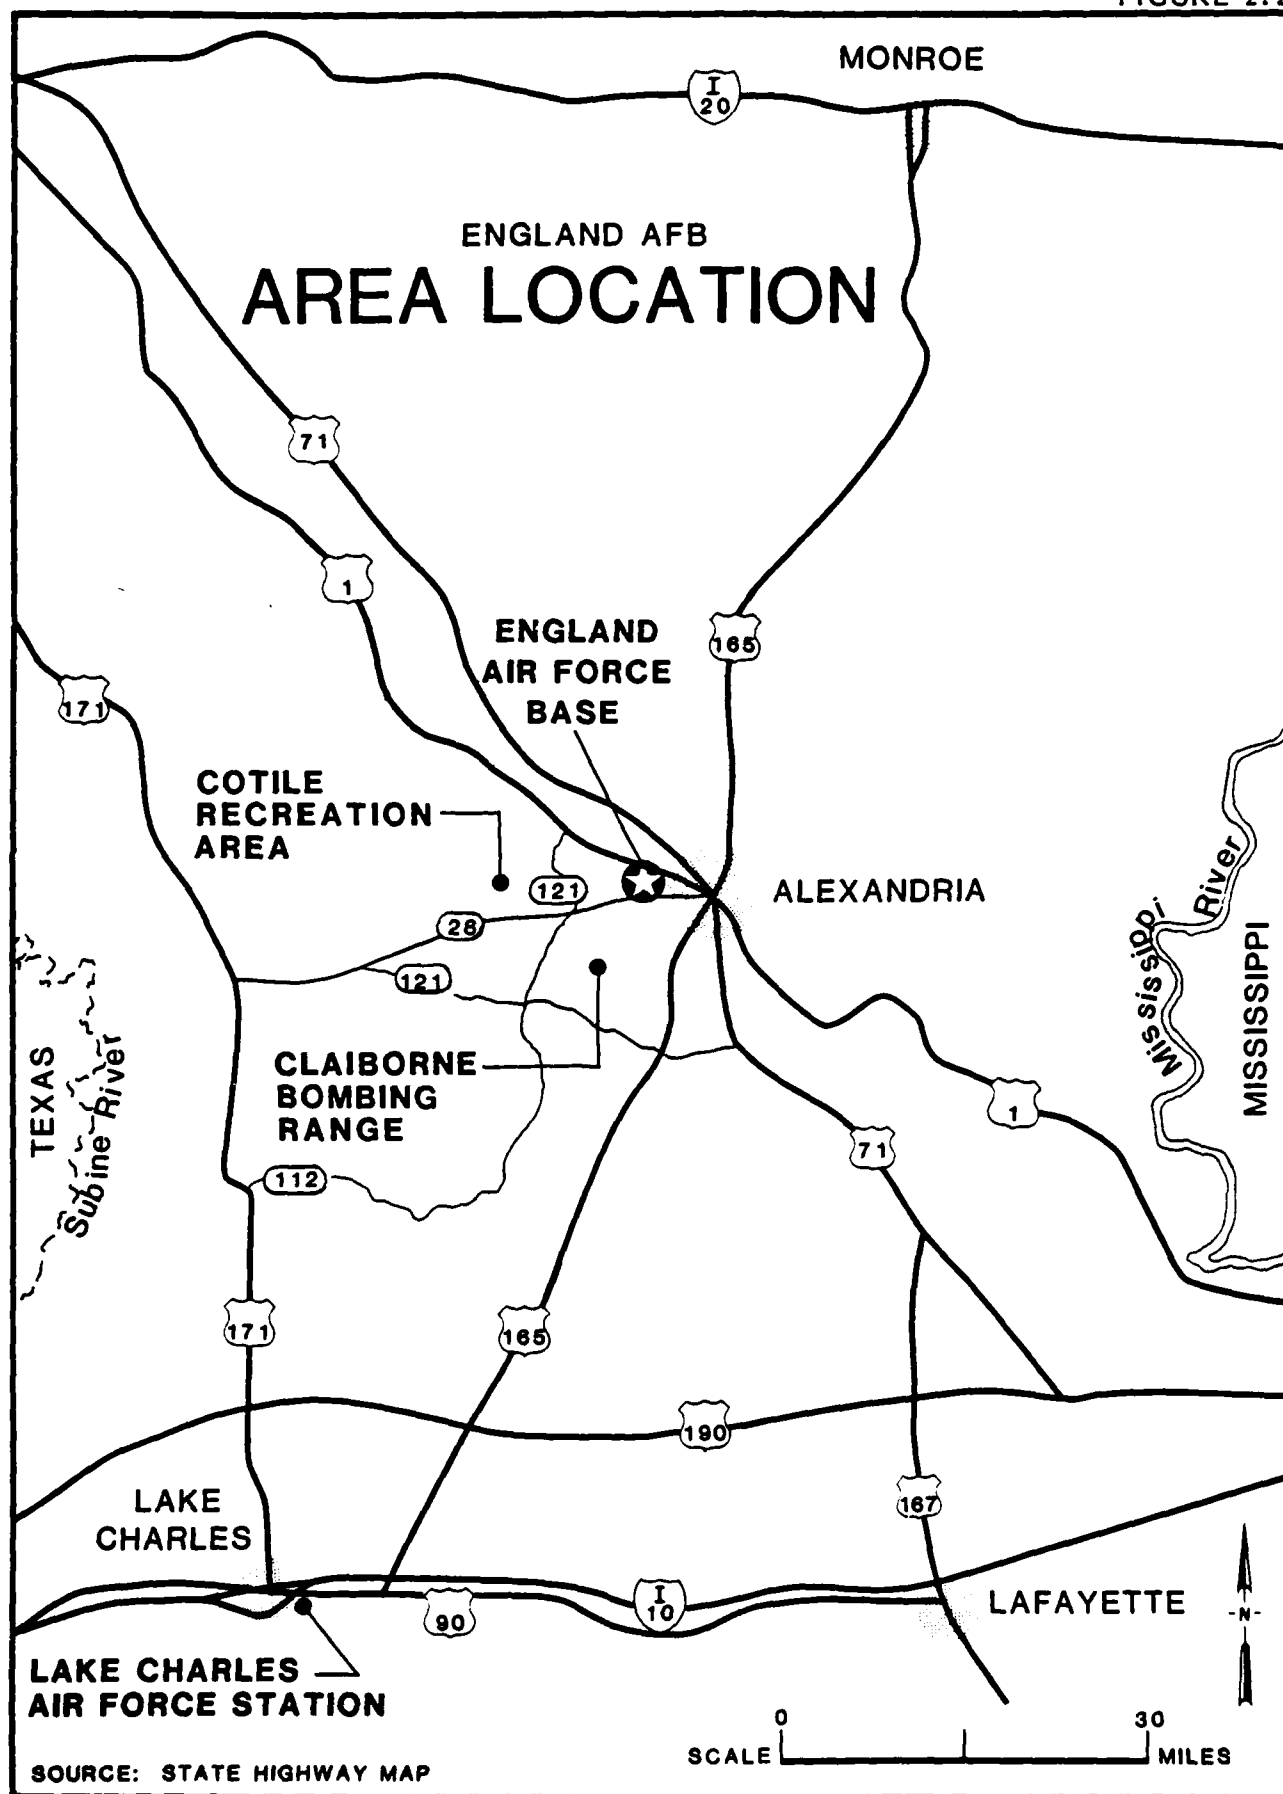 MONROE
I
20
ENGLAND AFB
AREA LOCATION
71
1
ENGLAND
AIR FORCE
BASE
165
171
COTILE
RECREATION
AREA
121
ALEXANDRIA
28
121
Mississippi River
MISSISSIPPI
TEXAS
Subine River
CLAIBORNE
BOMBING
RANGE
1
71
112
171
165
190
167
LAKE
CHARLES
I
10
90
LAFAYETTE
-N-
LAKE CHARLES
AIR FORCE STATION
0 30
SCALE MILES
SOURCE: STATE HIGHWAY MAP